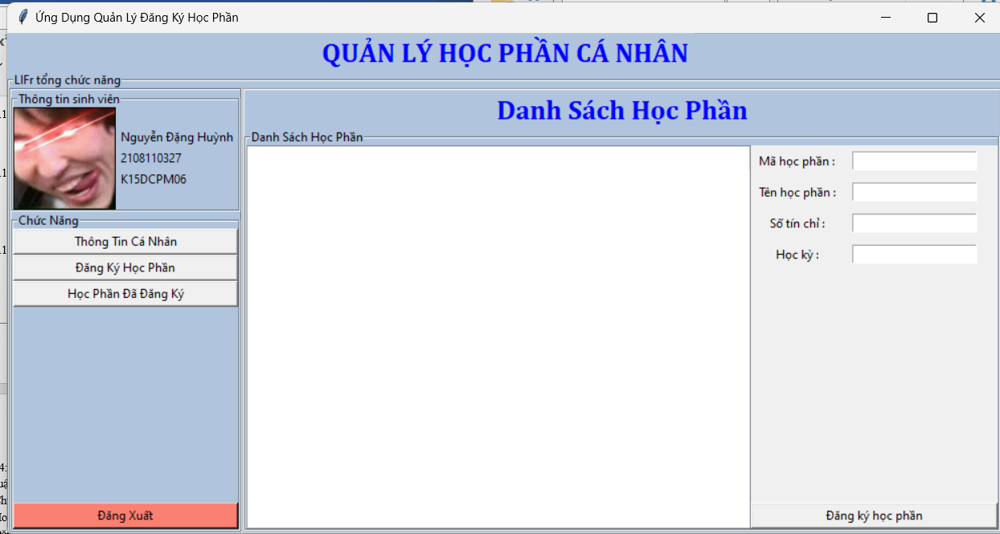 Ứng Dụng Quản Lý Đăng Ký Học Phần
QUẢN LÝ HỌC PHẦN CÁ NHÂN
LIFr tổng chức năng
Thông tin sinh viên
Nguyễn Đặng Huỳnh
2108110327
K15DCPM06
Chức Năng
Thông Tin Cá Nhân
Đăng Ký Học Phần
Học Phần Đã Đăng Ký
Đăng Xuất
Danh Sách Học Phần
Danh Sách Học Phần
Mã học phần :
Tên học phần :
Số tín chỉ :
Học kỳ :
Đăng ký học phần